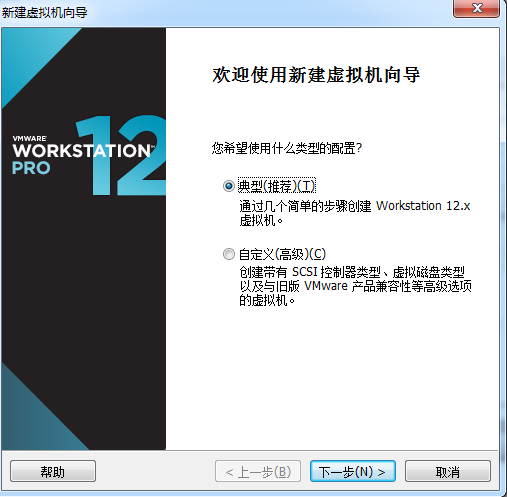 新建虚拟机向导
欢迎使用新建虚拟机向导
VMWARE
WORKSTATION™
PRO 12
您希望使用什么类型的配置?
典型(推荐)(T)
通过几个简单的步骤创建 Workstation 12.x
虚拟机。
自定义(高级)(C)
创建带有 SCSI 控制器类型、虚拟磁盘类型
以及与旧版 VMware 产品兼容性等高级选项
的虚拟机。
帮助
< 上一步(B)
下一步(N) >
取消